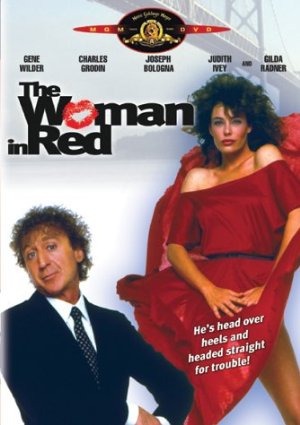 MGM DVD
GENE WILDER
CHARLES GRODIN
JOSEPH BOLOGNA
JUDITH IVEY
AND
GILDA RADNER
The
Woman
in Red
He's head over
heels and
headed straight
for trouble!